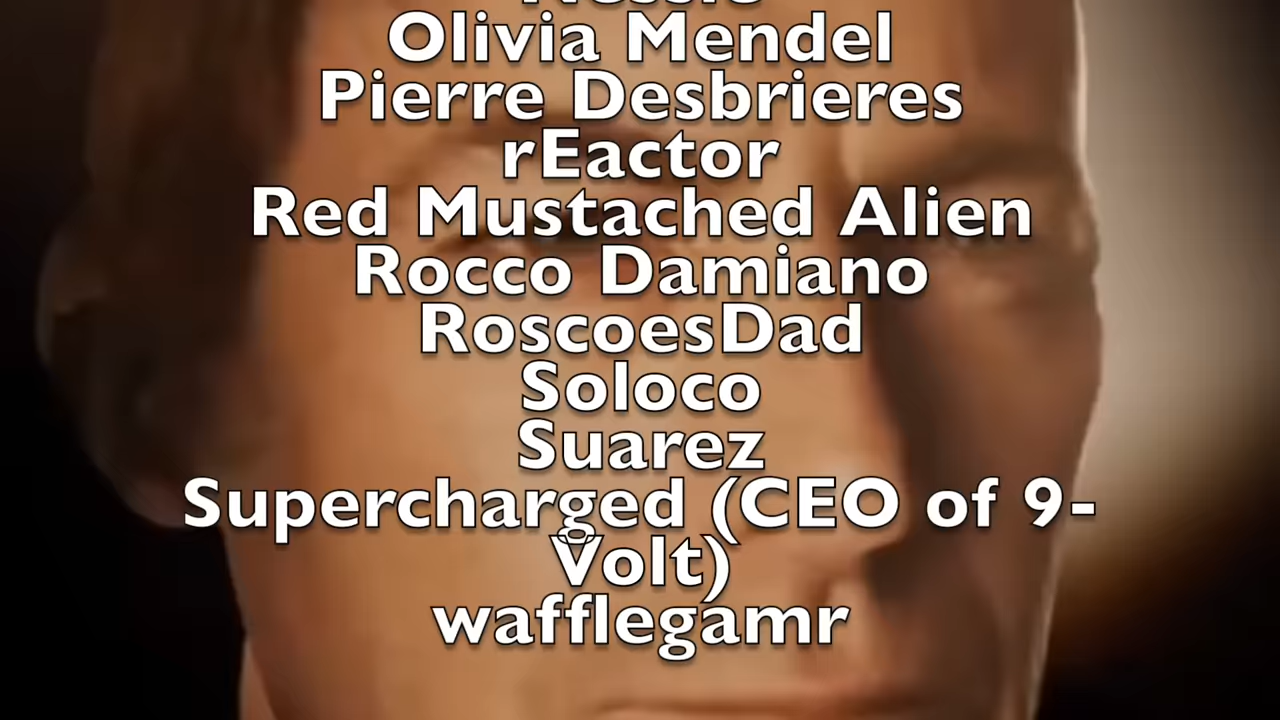 Nessie
Olivia Mendel
Pierre Desbrieres
rEactor
Red Mustached Alien
Rocco Damiano
RoscoesDad
Soloco
Suarez
Supercharged (CEO of 9-
Volt)
wafflegamr